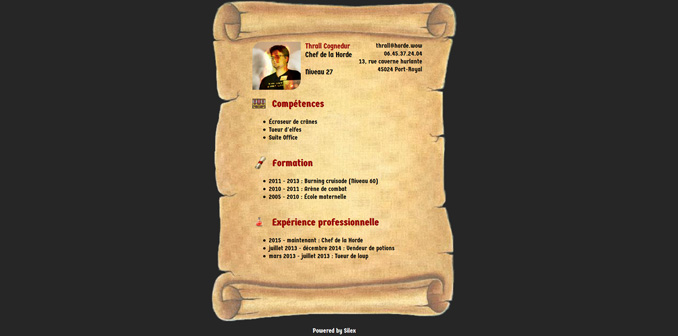 Thrall Cognedur
Chef de la Horde
Niveau 27
thrall@horde.wow
06.45.37.24.04
13, rue caverne hurlante
45024 Port-Royal
Compétences
Écraseur de crânes
Tueur d'elfes
Suite Office
Formation
2011 - 2013 : Burning crusade (Niveau 60)
2010 - 2011 : Arène de combat
2005 - 2010 : École maternelle
Expérience professionnelle
2015 - maintenant : Chef de la Horde
juillet 2013 - décembre 2014 : Vendeur de potions
mars 2013 - juillet 2013 : Tueur de loup
Powered by Silex